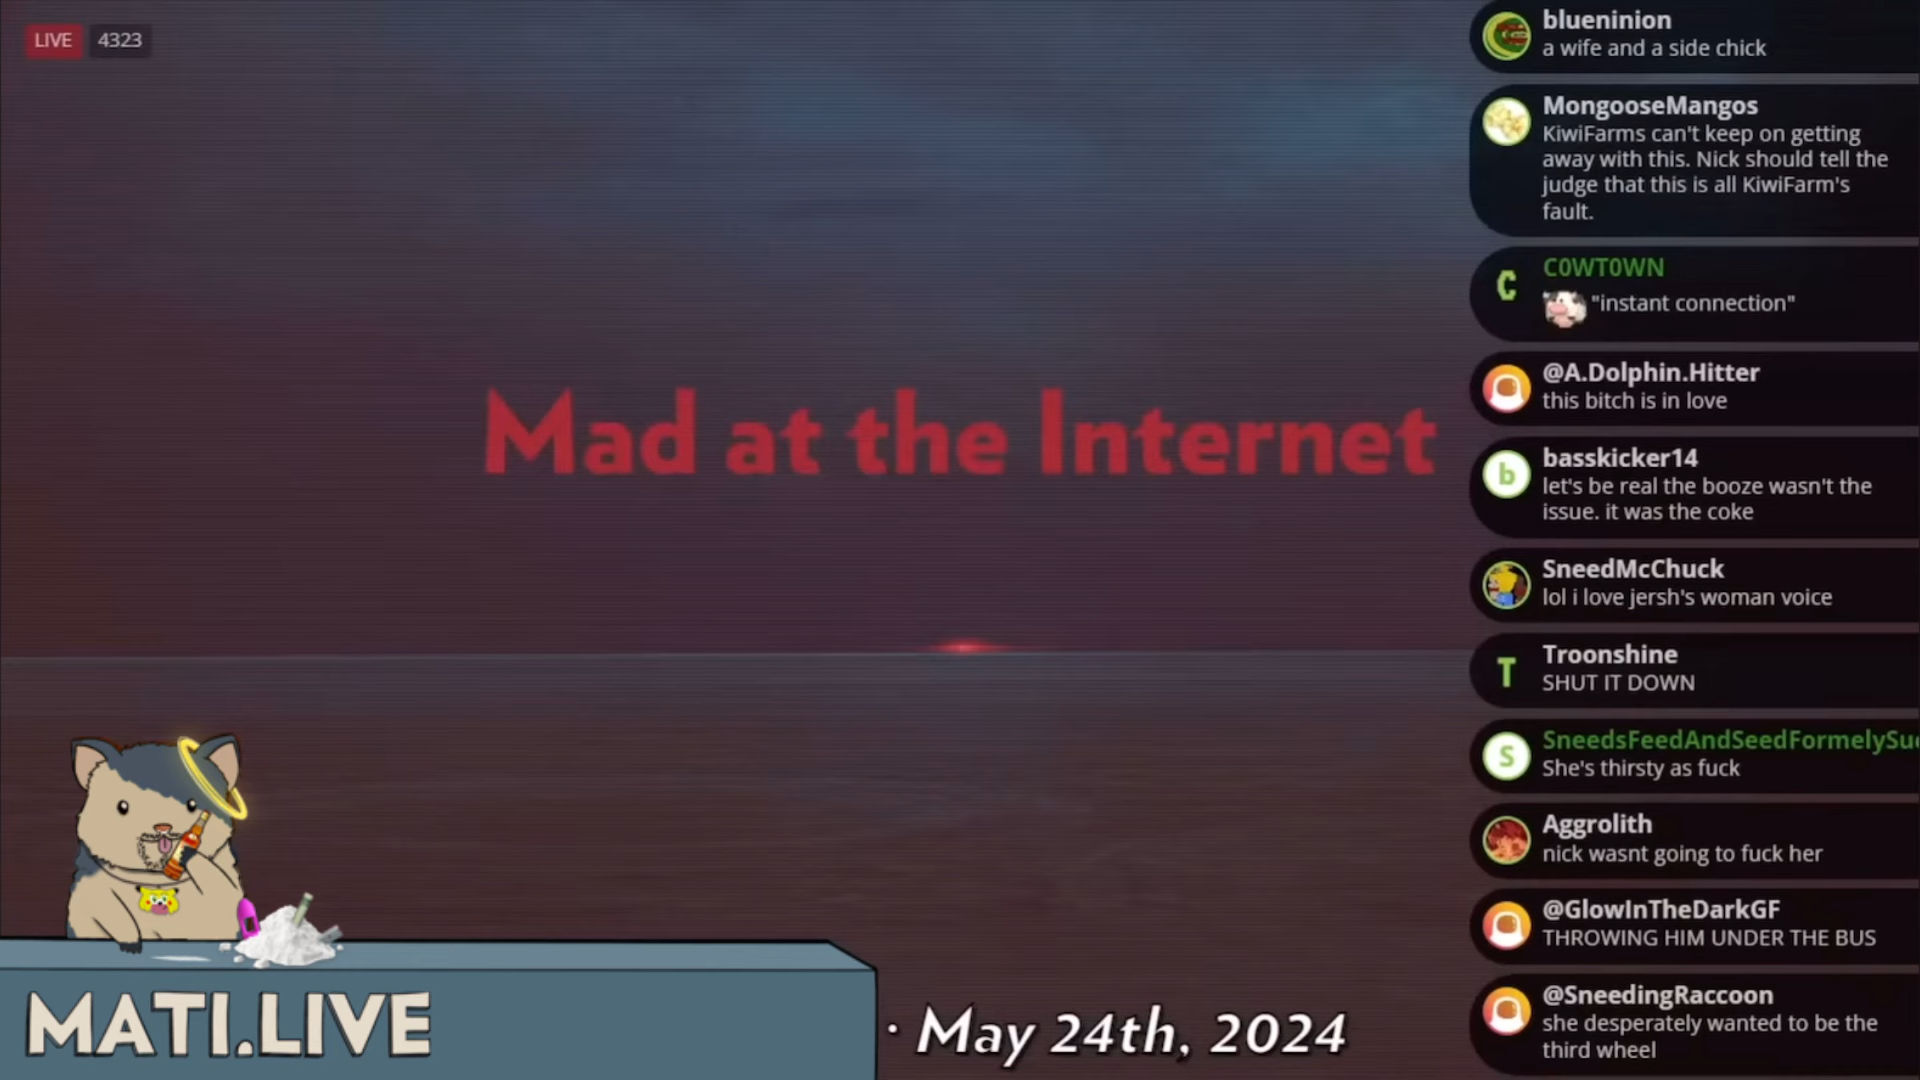 LIVE 4323
Mad at the Internet
MATI.LIVE
· May 24th, 2024
blueninion
a wife and a side chick
MongooseMangos
KiwiFarms can't keep on getting
away with this. Nick should tell the
judge that this is all KiwiFarm's
fault.
C
C0WT0WN
"instant connection"
@A.Dolphin.Hitter
this bitch is in love
b
basskicker14
let's be real the booze wasn't the
issue. it was the coke
SneedMcChuck
lol i love jersh's woman voice
T
Troonshine
SHUT IT DOWN
S
SneedsFeedAndSeedFormelySu
She's thirsty as fuck
Aggrolith
nick wasnt going to fuck her
@GlowInTheDarkGF
THROWING HIM UNDER THE BUS
@SneedingRaccoon
she desperately wanted to be the
third wheel